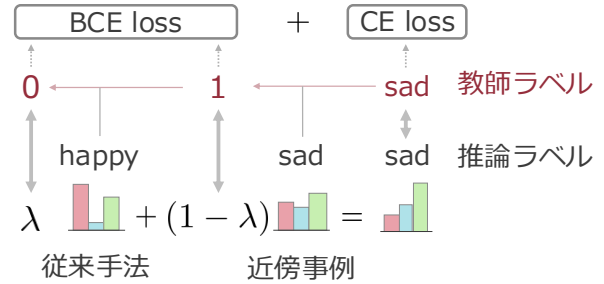 BCE loss + CE loss
0 1 sad 教師ラベル
happy sad sad 推論ラベル
λ + (1 − λ) =
従来手法 近傍事例